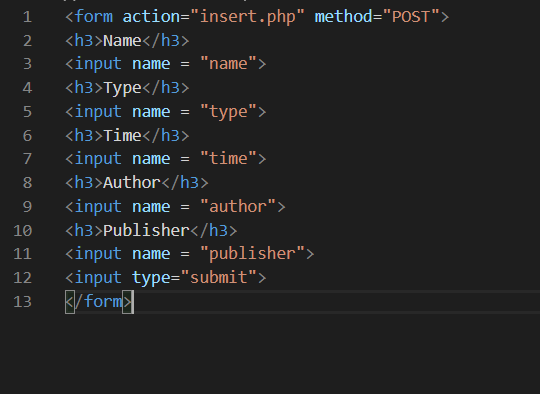 1 <form action="insert.php" method="POST">
2 <h3>Name</h3>
3 <input name = "name">
4 <h3>Type</h3>
5 <input name = "type">
6 <h3>Time</h3>
7 <input name = "time">
8 <h3>Author</h3>
9 <input name = "author">
10 <h3>Publisher</h3>
11 <input name = "publisher">
12 <input type="submit">
13 </form>